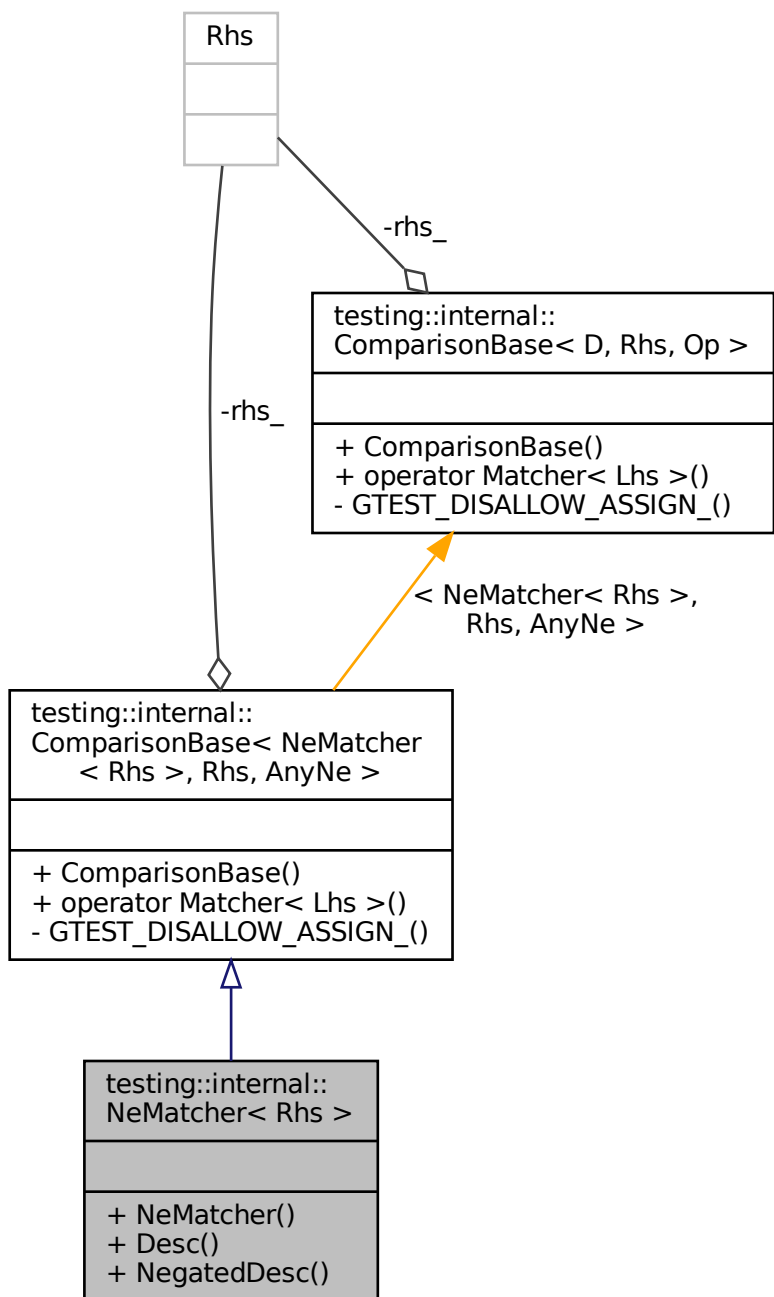 Rhs
-rhs_
testing::internal::
ComparisonBase< D, Rhs, Op >
+ ComparisonBase()
+ operator Matcher< Lhs >()
- GTEST_DISALLOW_ASSIGN_()
-rhs_
< NeMatcher< Rhs >,
Rhs, AnyNe >
testing::internal::
ComparisonBase< NeMatcher
< Rhs >, Rhs, AnyNe >
+ ComparisonBase()
+ operator Matcher< Lhs >()
- GTEST_DISALLOW_ASSIGN_()
testing::internal::
NeMatcher< Rhs >
+ NeMatcher()
+ Desc()
+ NegatedDesc()